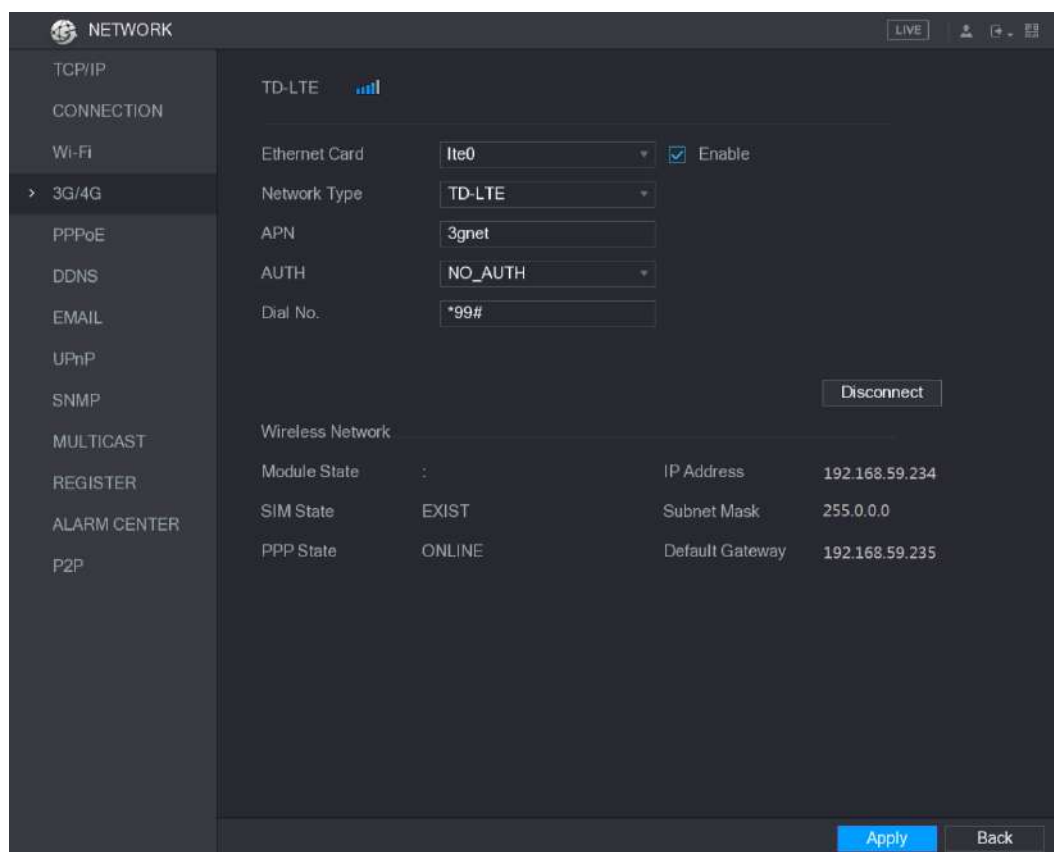 NETWORK
LIVE
TCP/IP
CONNECTION
Wi-Fi
> 3G/4G
PPPoE
DDNS
EMAIL
UPnP
SNMP
MULTICAST
REGISTER
ALARM CENTER
P2P
TD-LTE
Ethernet Card lte0 Enable
Network Type TD-LTE
APN 3gnet
AUTH NO_AUTH
Dial No. *99#
Disconnect
Wireless Network
Module State : IP Address 192.168.59.234
SIM State EXIST Subnet Mask 255.0.0.0
PPP State ONLINE Default Gateway 192.168.59.235
Apply Back